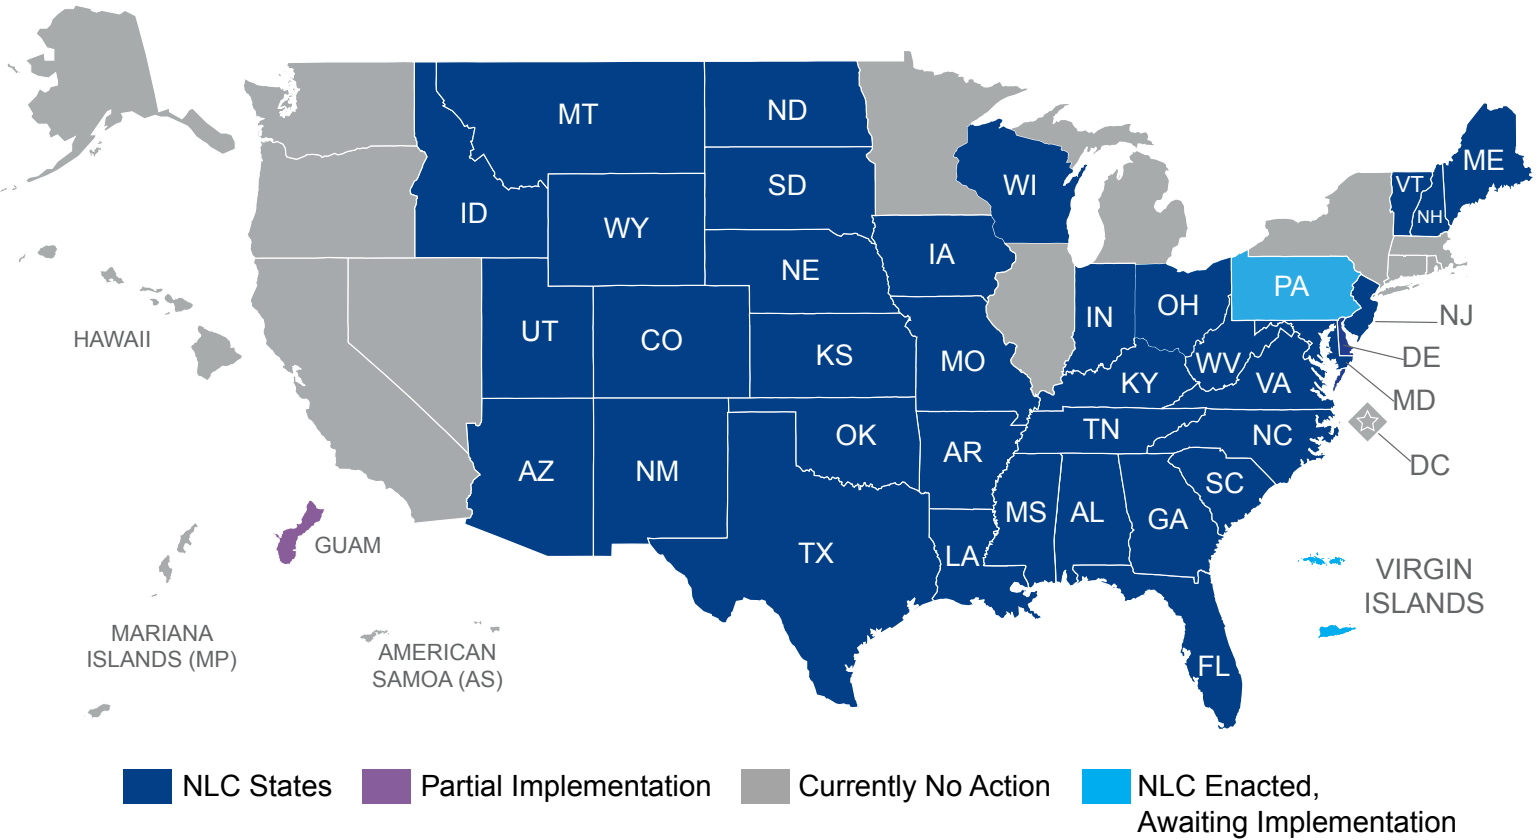 MT
ND
ME
VT
NH
SD
WI
ID
WY
IA
NE
PA
HAWAII
UT
CO
KS
MO
IN
OH
WV
KY
VA
NJ
DE
MD
DC
AZ
NM
OK
AR
TN
NC
SC
MS
AL
GA
TX
LA
FL
GUAM
VIRGIN
ISLANDS
MARIANA
ISLANDS (MP)
AMERICAN
SAMOA (AS)
NLC States
Partial Implementation
Currently No Action
NLC Enacted,
Awaiting Implementation